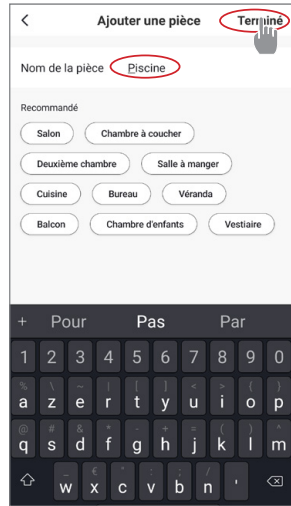 Ajouter une pièce Terminé
Nom de la pièce Piscine
Recommandé
Salon Chambre à coucher
Deuxième chambre Salle à manger
Cuisine Bureau Véranda
Balcon Chambre d'enfants Vestiaire
+ Pour Pas Par
1 2 3 4 5 6 7 8 9 0
% \ ~ | [ ] < > { }
a z e r t y u i o p
@ # & * - + = ( ) ^
q s d f g h j k l m
_ € " : ; /
w x c v b n '